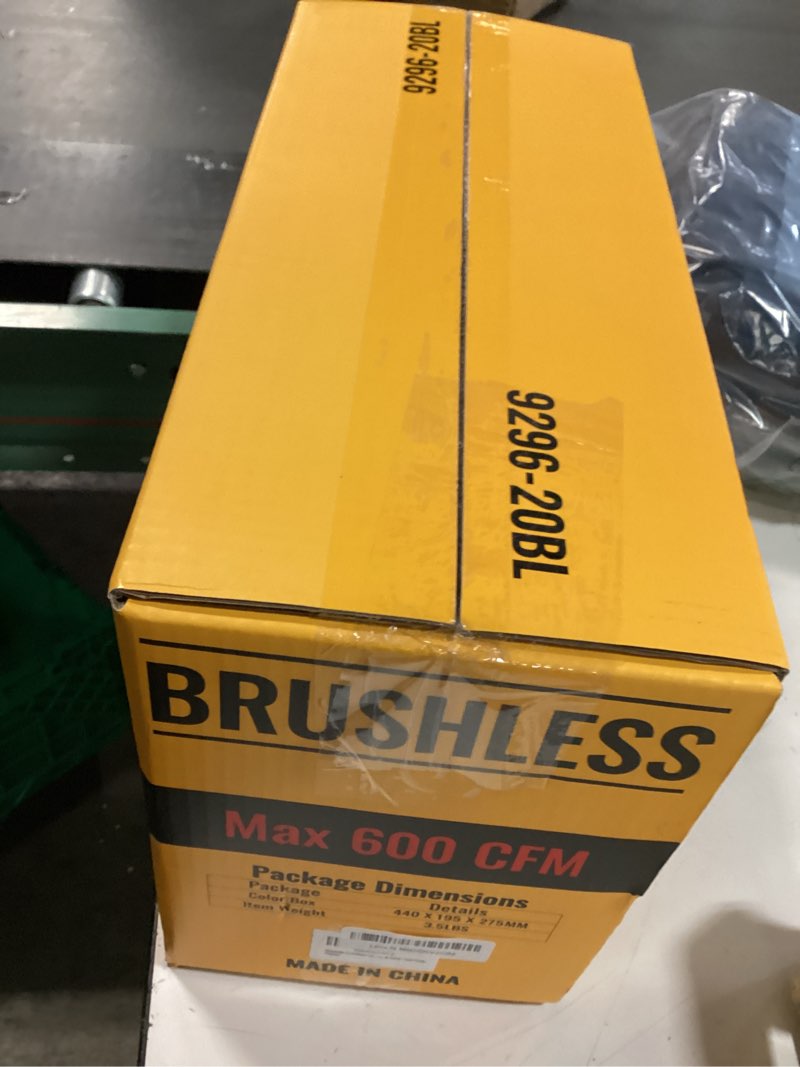 9296-20BL
9296-20BL
BRUSHLESS
Max 600 CFM
Package Dimensions
Package Details
Color Box 440 X 195 X 275MM
Item Weight 3.5LBS
MADE IN CHINA